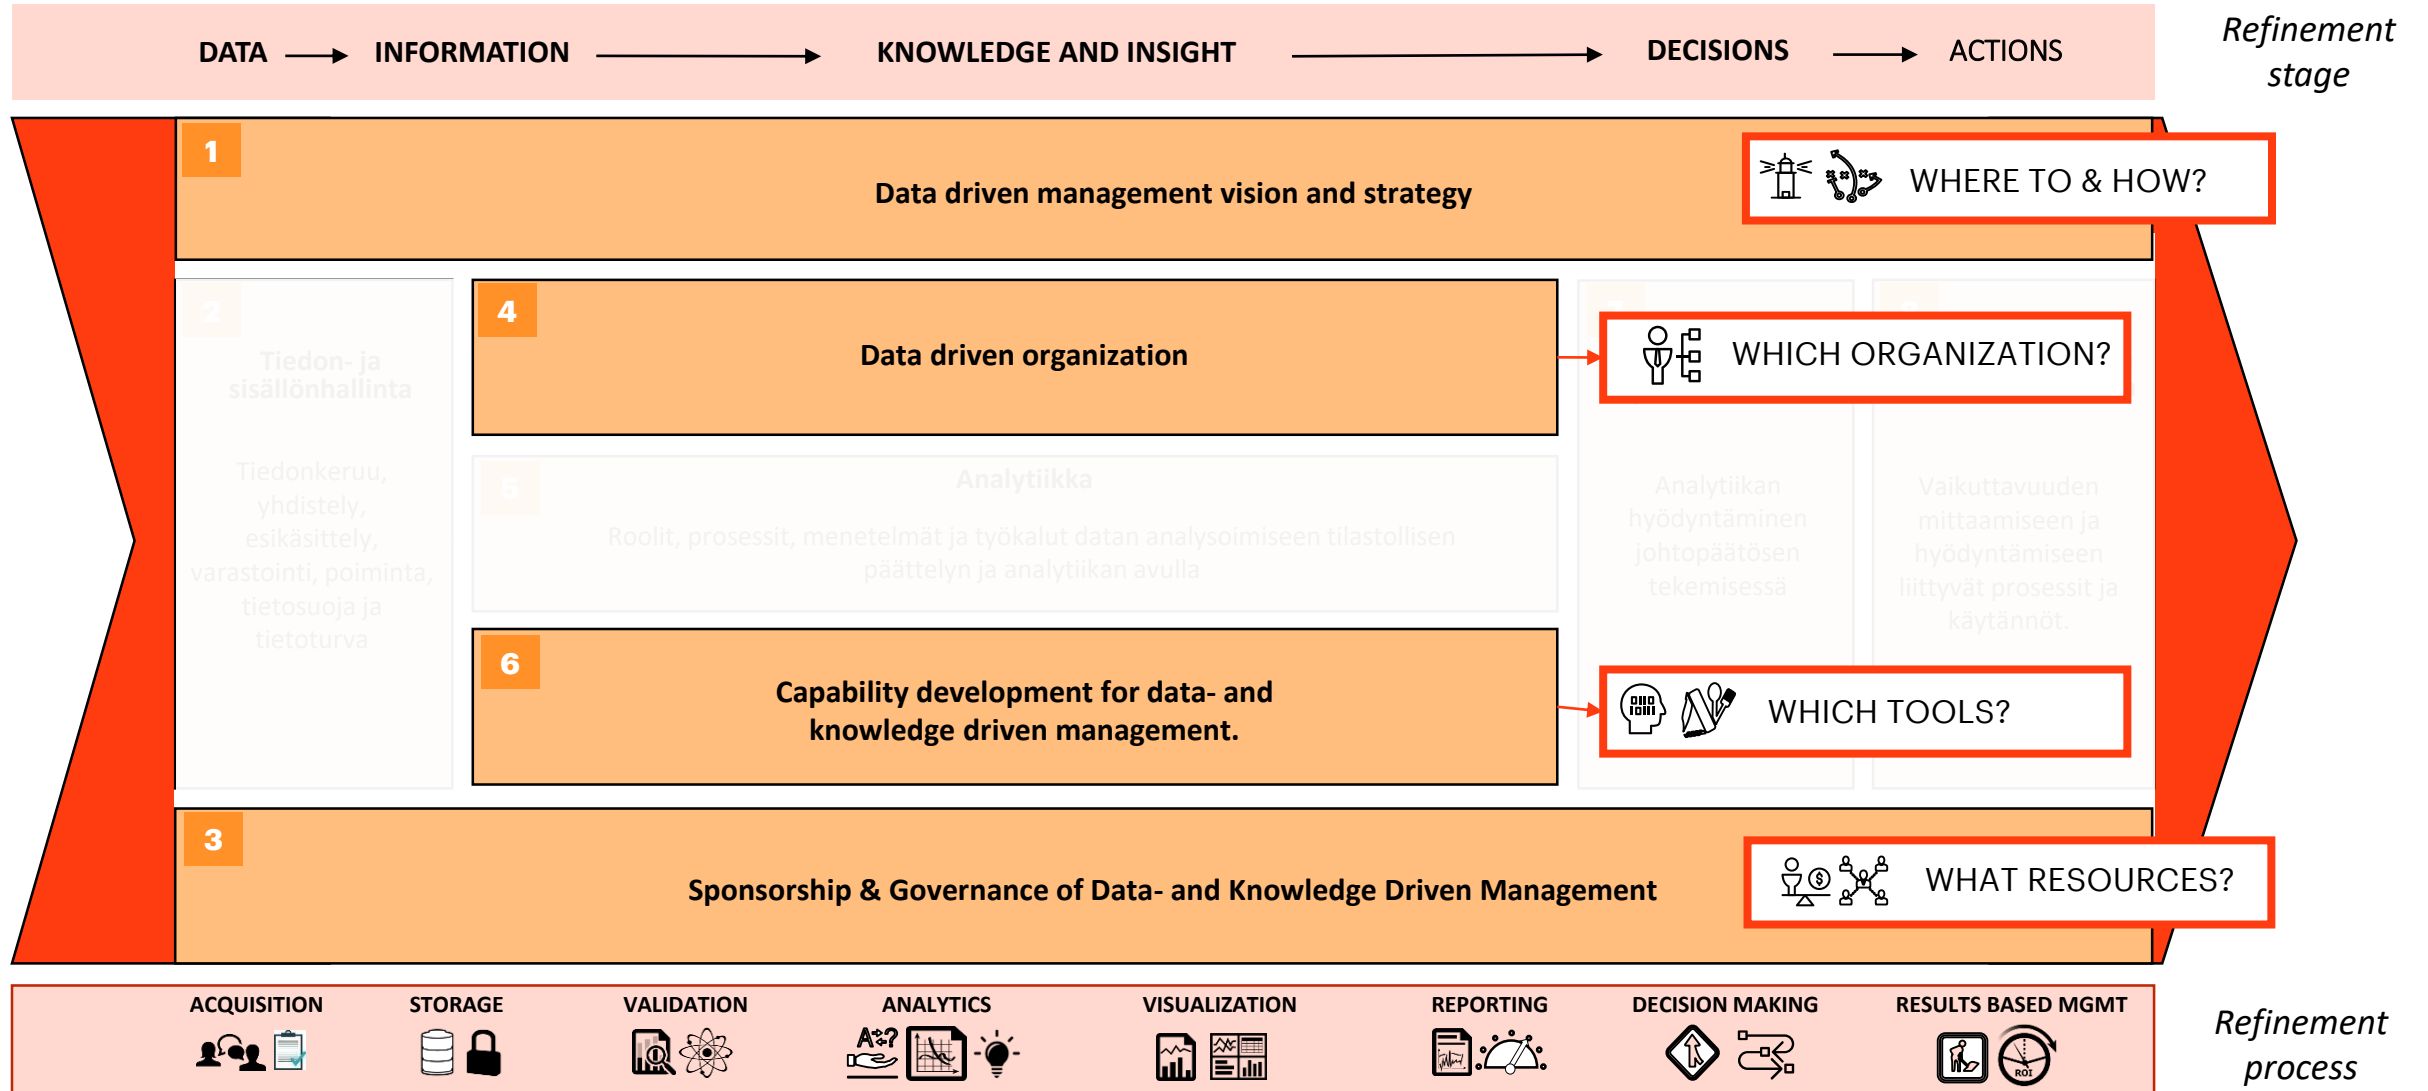 DATA INFORMATION KNOWLEDGE AND INSIGHT DECISIONS ACTIONS
Refinement
stage
1
Data driven management vision and strategy
WHERE TO & HOW?
2
Tiedon- ja
sisällönhallinta
Tiedonkeruu,
yhdistely,
esikäsittely,
varastointi, poiminta,
tietosuoja ja
tietoturva
4
Data driven organization
WHICH ORGANIZATION?
5
Analytiikka
Roolit, prosessit, menetelmät ja työkalut datan analysoimiseen tilastollisen
päättelyn ja analytiikan avulla
Analytiikan
hyödyntäminen
johtopäätösen
tekemisessä
Vaikuttavuuden
mittaamiseen ja
hyödyntämiseen
liittyvät prosessit ja
käytännöt.
6
Capability development for data- and
knowledge driven management.
WHICH TOOLS?
3
Sponsorship & Governance of Data- and Knowledge Driven Management
WHAT RESOURCES?
ACQUISITION STORAGE VALIDATION ANALYTICS VISUALIZATION REPORTING DECISION MAKING RESULTS BASED MGMT
A ?
ROI
Refinement
process